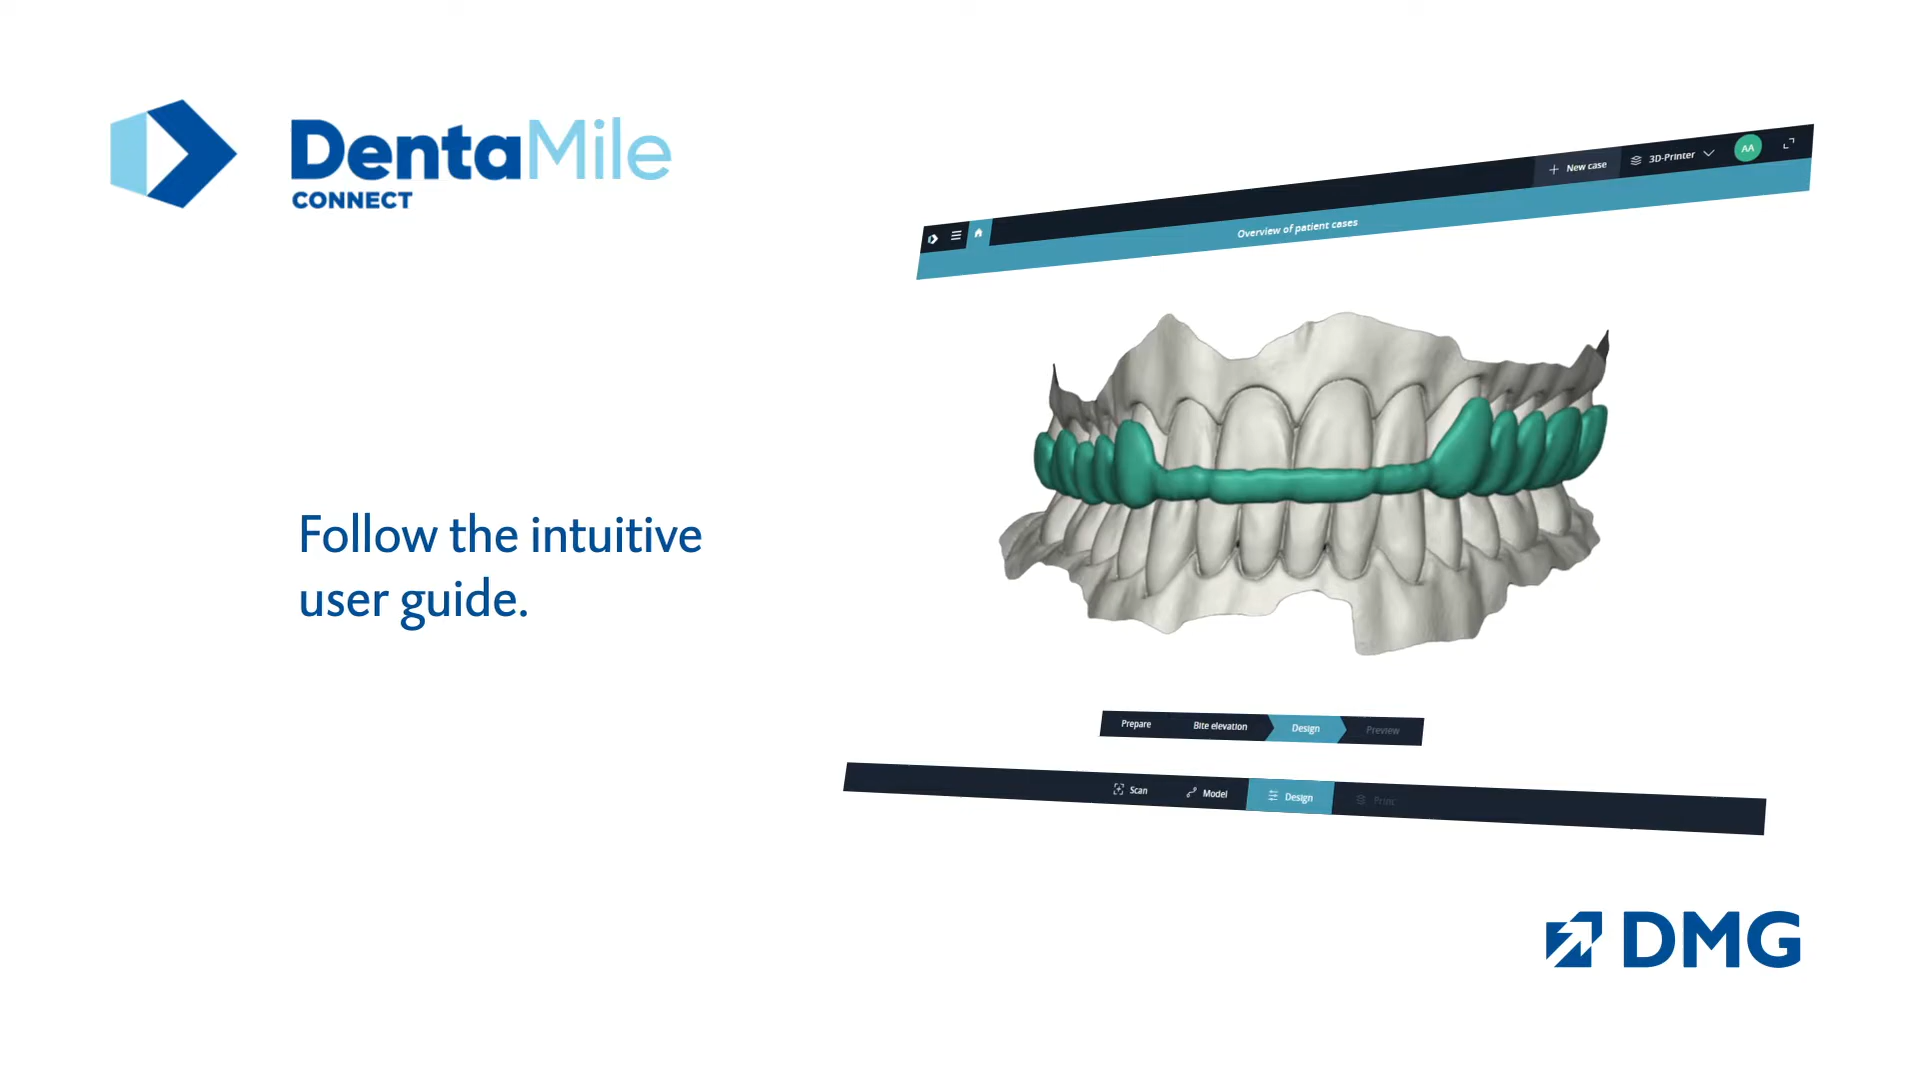 DentaMile
CONNECT
New case
3D-Printer
AA
Overview of patient cases
Follow the intuitive
user guide.
Prepare
Bite elevation
Design
Preview
Scan
Model
Design
Print
DMG